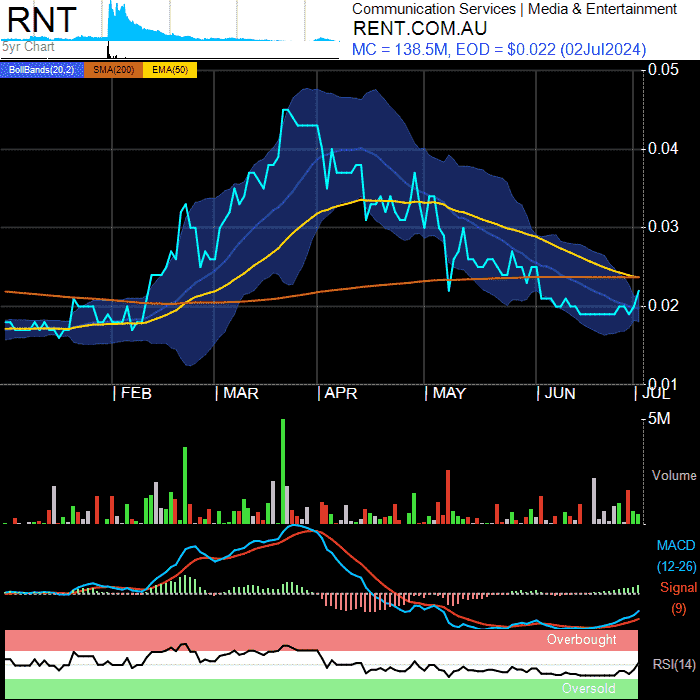 RNT
5yr Chart
Communication Services | Media & Entertainment
RENT.COM.AU
MC = 138.5M, EOD = $0.022 (02Jul2024)
BollBands(20,2) SMA(200) EMA(50)
0.05
0.04
0.03
0.02
0.01
FEB MAR APR MAY JUN JUL
5M
Volume
MACD
(12-26)
Signal
(9)
Overbought
RSI(14)
Oversold